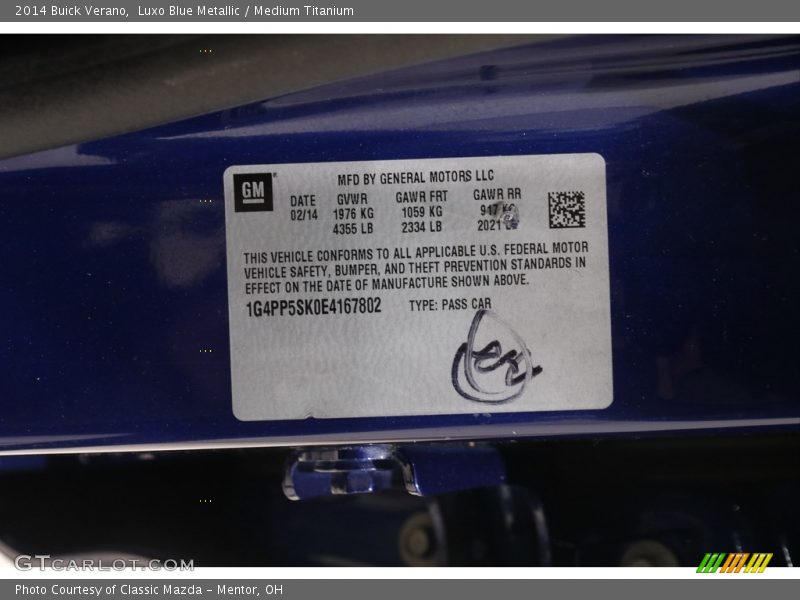 2014 Buick Verano, Luxo Blue Metallic / Medium Titanium
GM
MFD BY GENERAL MOTORS LLC
DATE GVWR GAWR FRT GAWR RR
02/14 1976 KG 1059 KG 917 KG
4355 LB 2334 LB 2021 LB
THIS VEHICLE CONFORMS TO ALL APPLICABLE U.S. FEDERAL MOTOR
VEHICLE SAFETY, BUMPER, AND THEFT PREVENTION STANDARDS IN
EFFECT ON THE DATE OF MANUFACTURE SHOWN ABOVE.
1G4PP5SK0E4167802 TYPE: PASS CAR
GTcarlot.com
Photo Courtesy of Classic Mazda - Mentor, OH